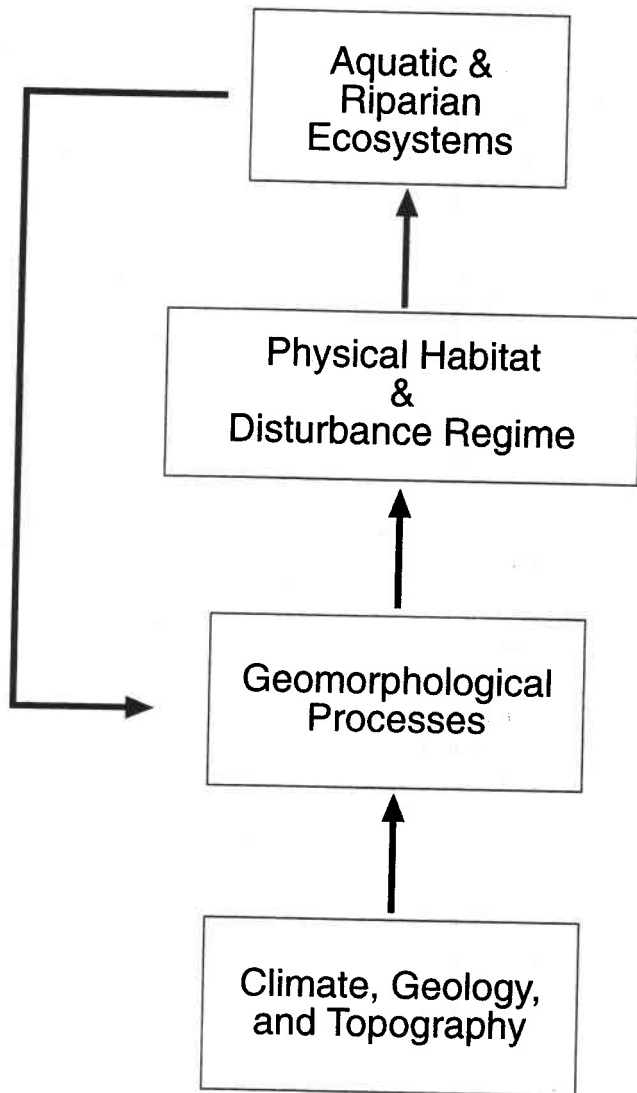 Aquatic &
Riparian
Ecosystems
Physical Habitat
&
Disturbance Regime
Geomorphological
Processes
Climate, Geology,
and Topography